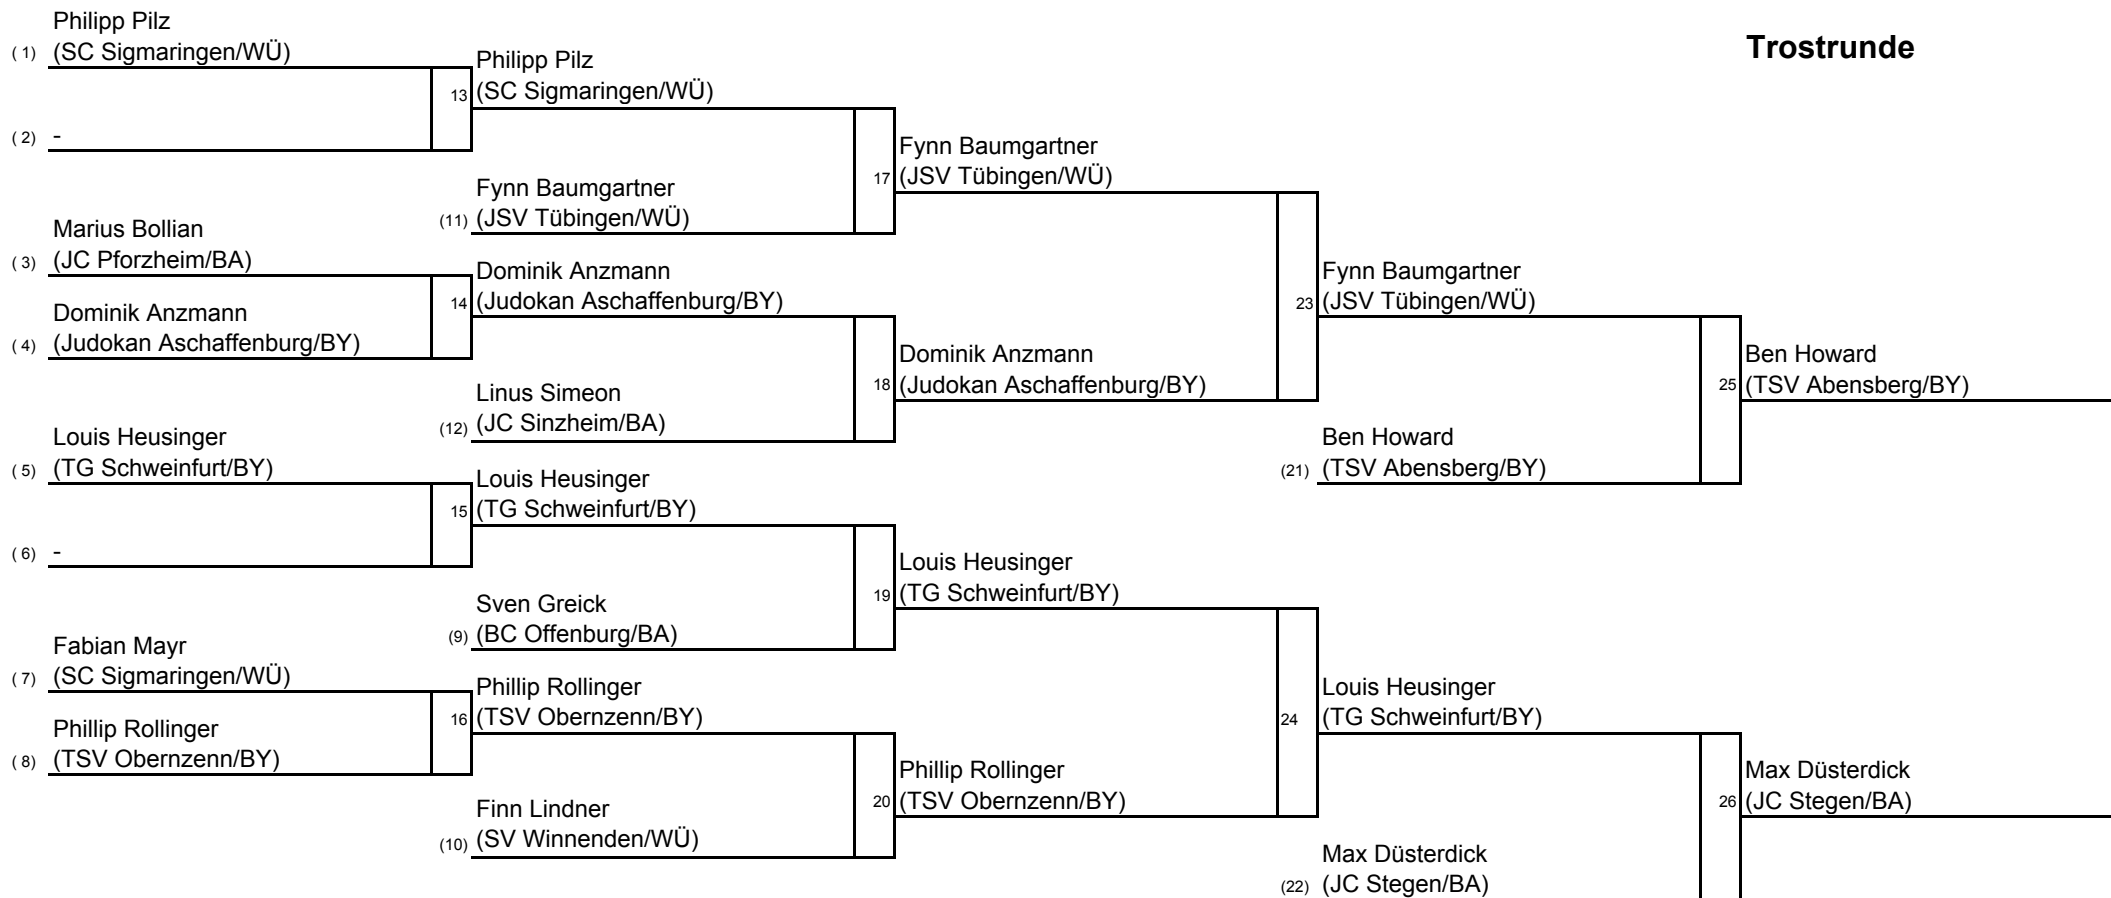 Trostrunde
Philipp Pilz
( 1) (SC Sigmaringen/WÜ)
( 2) -
Marius Bollian
( 3) (JC Pforzheim/BA)
Dominik Anzmann
( 4) (Judokan Aschaffenburg/BY)
Louis Heusinger
( 5) (TG Schweinfurt/BY)
( 6) -
Fabian Mayr
( 7) (SC Sigmaringen/WÜ)
Phillip Rollinger
( 8) (TSV Obernzenn/BY)
Philipp Pilz
13 (SC Sigmaringen/WÜ)
Fynn Baumgartner
(11) (JSV Tübingen/WÜ)
Dominik Anzmann
14 (Judokan Aschaffenburg/BY)
Linus Simeon
(12) (JC Sinzheim/BA)
Louis Heusinger
15 (TG Schweinfurt/BY)
Sven Greick
(9) (BC Offenburg/BA)
Phillip Rollinger
16 (TSV Obernzenn/BY)
Finn Lindner
(10) (SV Winnenden/WÜ)
Fynn Baumgartner
17 (JSV Tübingen/WÜ)
Dominik Anzmann
18 (Judokan Aschaffenburg/BY)
Louis Heusinger
19 (TG Schweinfurt/BY)
Phillip Rollinger
20 (TSV Obernzenn/BY)
Fynn Baumgartner
23 (JSV Tübingen/WÜ)
Ben Howard
(21) (TSV Abensberg/BY)
Louis Heusinger
24 (TG Schweinfurt/BY)
Max Düsterdick
(22) (JC Stegen/BA)
Ben Howard
25 (TSV Abensberg/BY)
Max Düsterdick
26 (JC Stegen/BA)